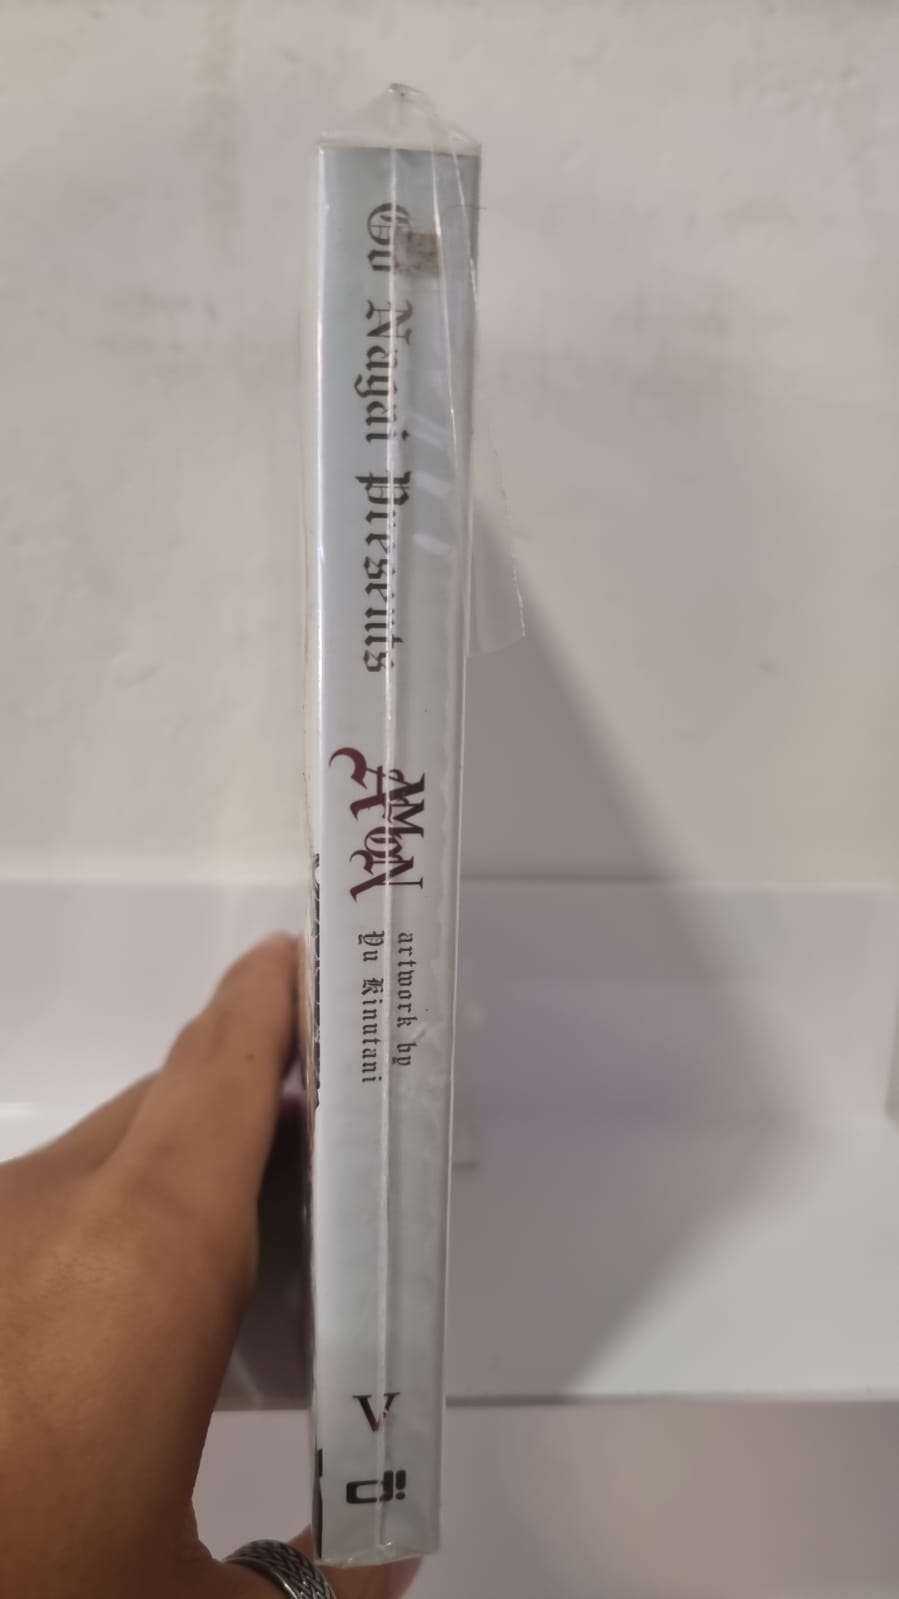 Go Nagai Presents
AMON
artwork by
Yu Kinutani
V